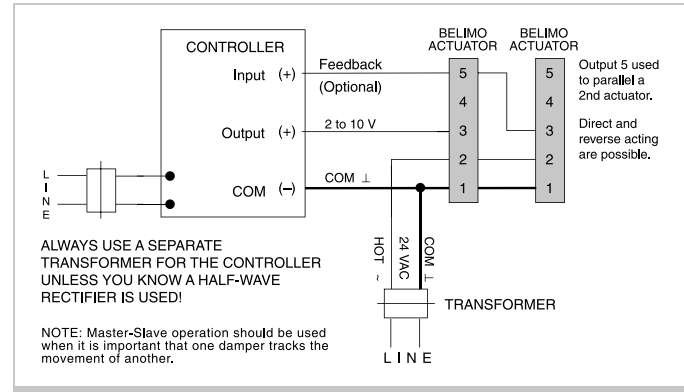 BELIMO
ACTUATOR
BELIMO
ACTUATOR
CONTROLLER
Input (+)
Feedback
(Optional)
Output (+)
2 to 10 V
COM (–)
COM ⊥
5
4
3
2
1
5
4
3
2
1
Output 5 used
to parallel a
2nd actuator.
Direct and
reverse acting
are possible.
L
I
N
E
HOT ~
24 VAC
COM ⊥
TRANSFORMER
L I N E
ALWAYS USE A SEPARATE
TRANSFORMER FOR THE CONTROLLER
UNLESS YOU KNOW A HALF-WAVE
RECTIFIER IS USED!
NOTE: Master-Slave operation should be used
when it is important that one damper tracks the
movement of another.